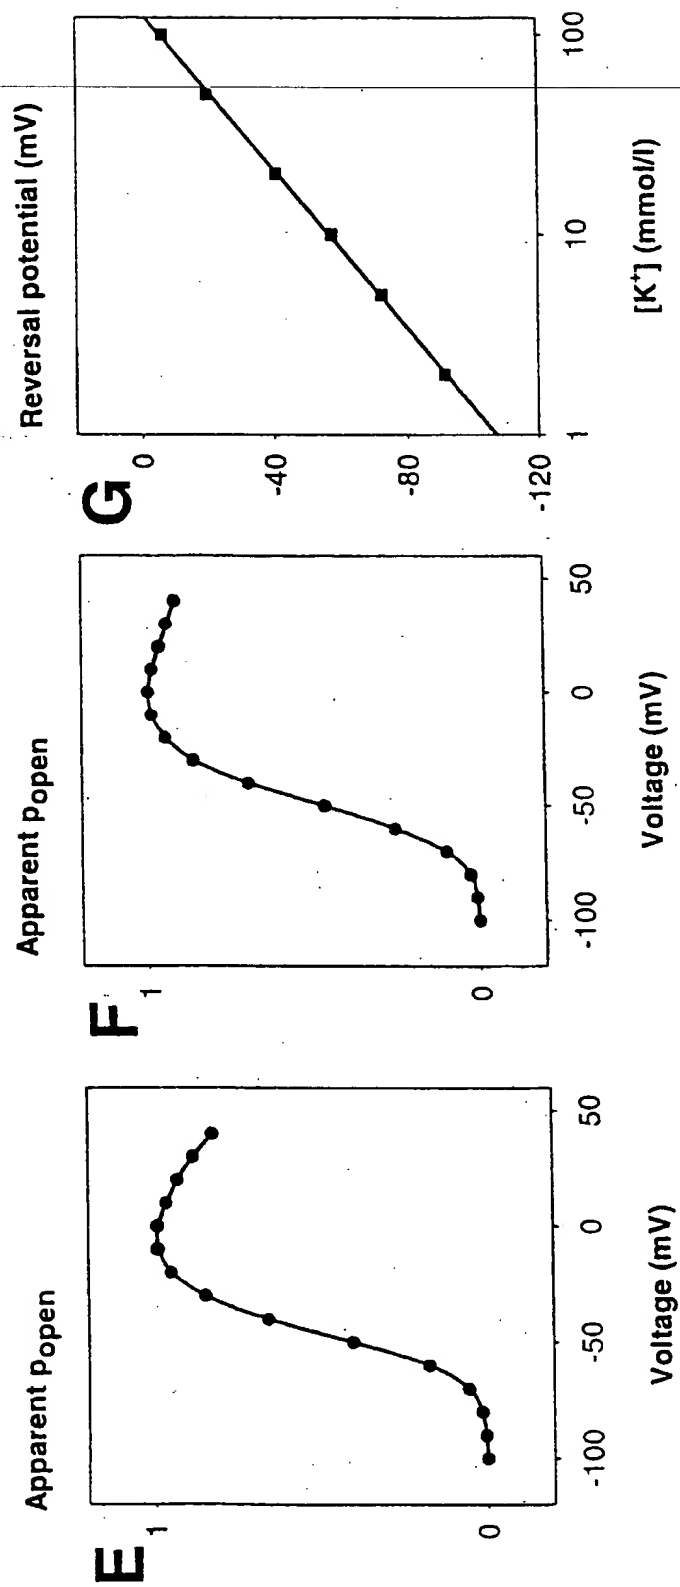 E
Apparent popen
1
0
-100
-50
0
50
Voltage (mV)
F
Apparent popen
1
0
-100
-50
0
50
Voltage (mV)
G
Reversal potential (mV)
0
-40
-80
-120
1
10
100
[K+] (mmol/l)